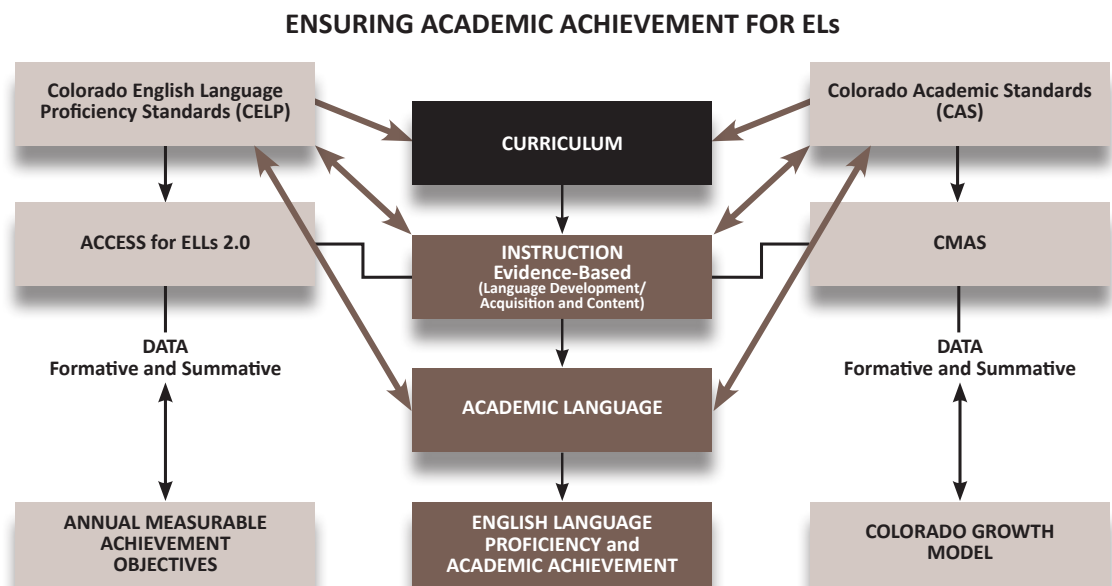 ENSURING ACADEMIC ACHIEVEMENT FOR ELs
Colorado English Language
Proficiency Standards (CELP)
CURRICULUM
Colorado Academic Standards
(CAS)
ACCESS for ELLs 2.0
INSTRUCTION
Evidence-Based
(Language Development/
Acquisition and Content)
CMAS
DATA
Formative and Summative
ACADEMIC LANGUAGE
DATA
Formative and Summative
ANNUAL MEASURABLE
ACHIEVEMENT
OBJECTIVES
ENGLISH LANGUAGE
PROFICIENCY and
ACADEMIC ACHIEVEMENT
COLORADO GROWTH
MODEL